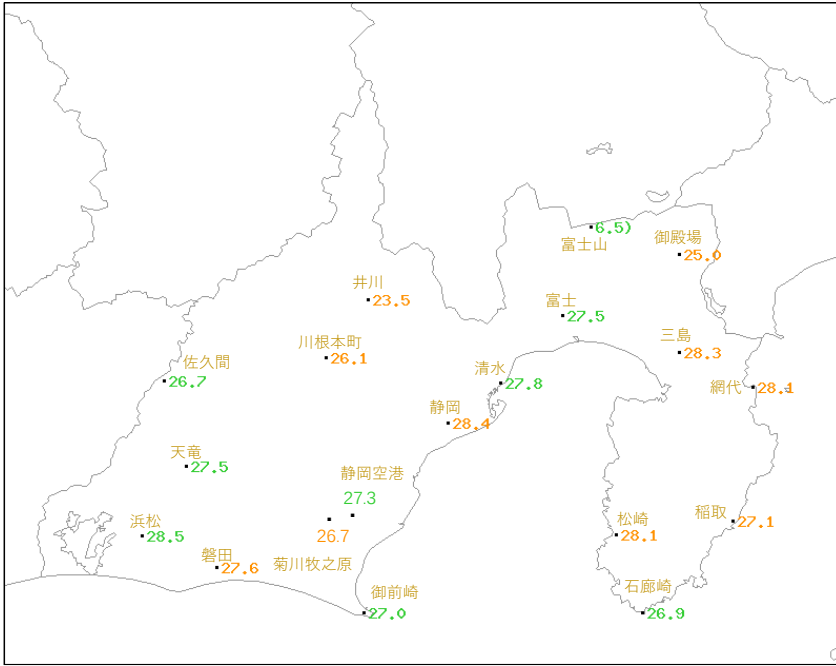 6.5)
富士山
御殿場
25.0
井川
23.5
富士
27.5
川根本町
26.1
三島
28.3
佐久間
26.7
清水
27.8
網代
28.1
静岡
28.4
天竜
27.5
静岡空港
27.3
浜松
28.5
26.7
菊川牧之原
磐田
27.6
松崎
28.1
稲取
27.1
御前崎
27.0
石廊崎
26.9